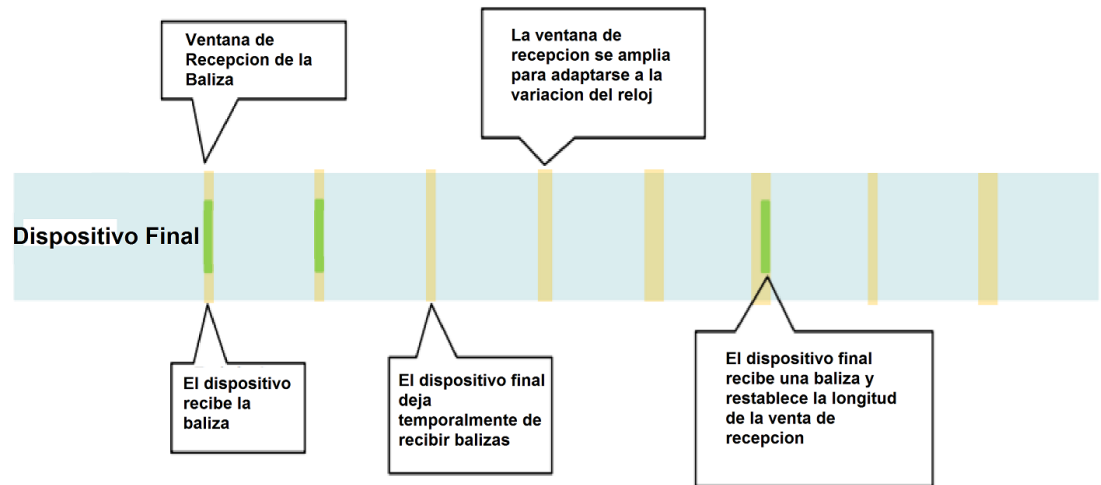 Ventana de
Recepcion de la
Baliza
La ventana de
recepcion se amplia
para adaptarse a la
variacion del reloj
Dispositivo Final
El dispositivo
recibe la
baliza
El dispositivo final
deja
temporalmente de
recibir balizas
El dispositivo final
recibe una baliza y
restablece la longitud
de la venta de
recepcion